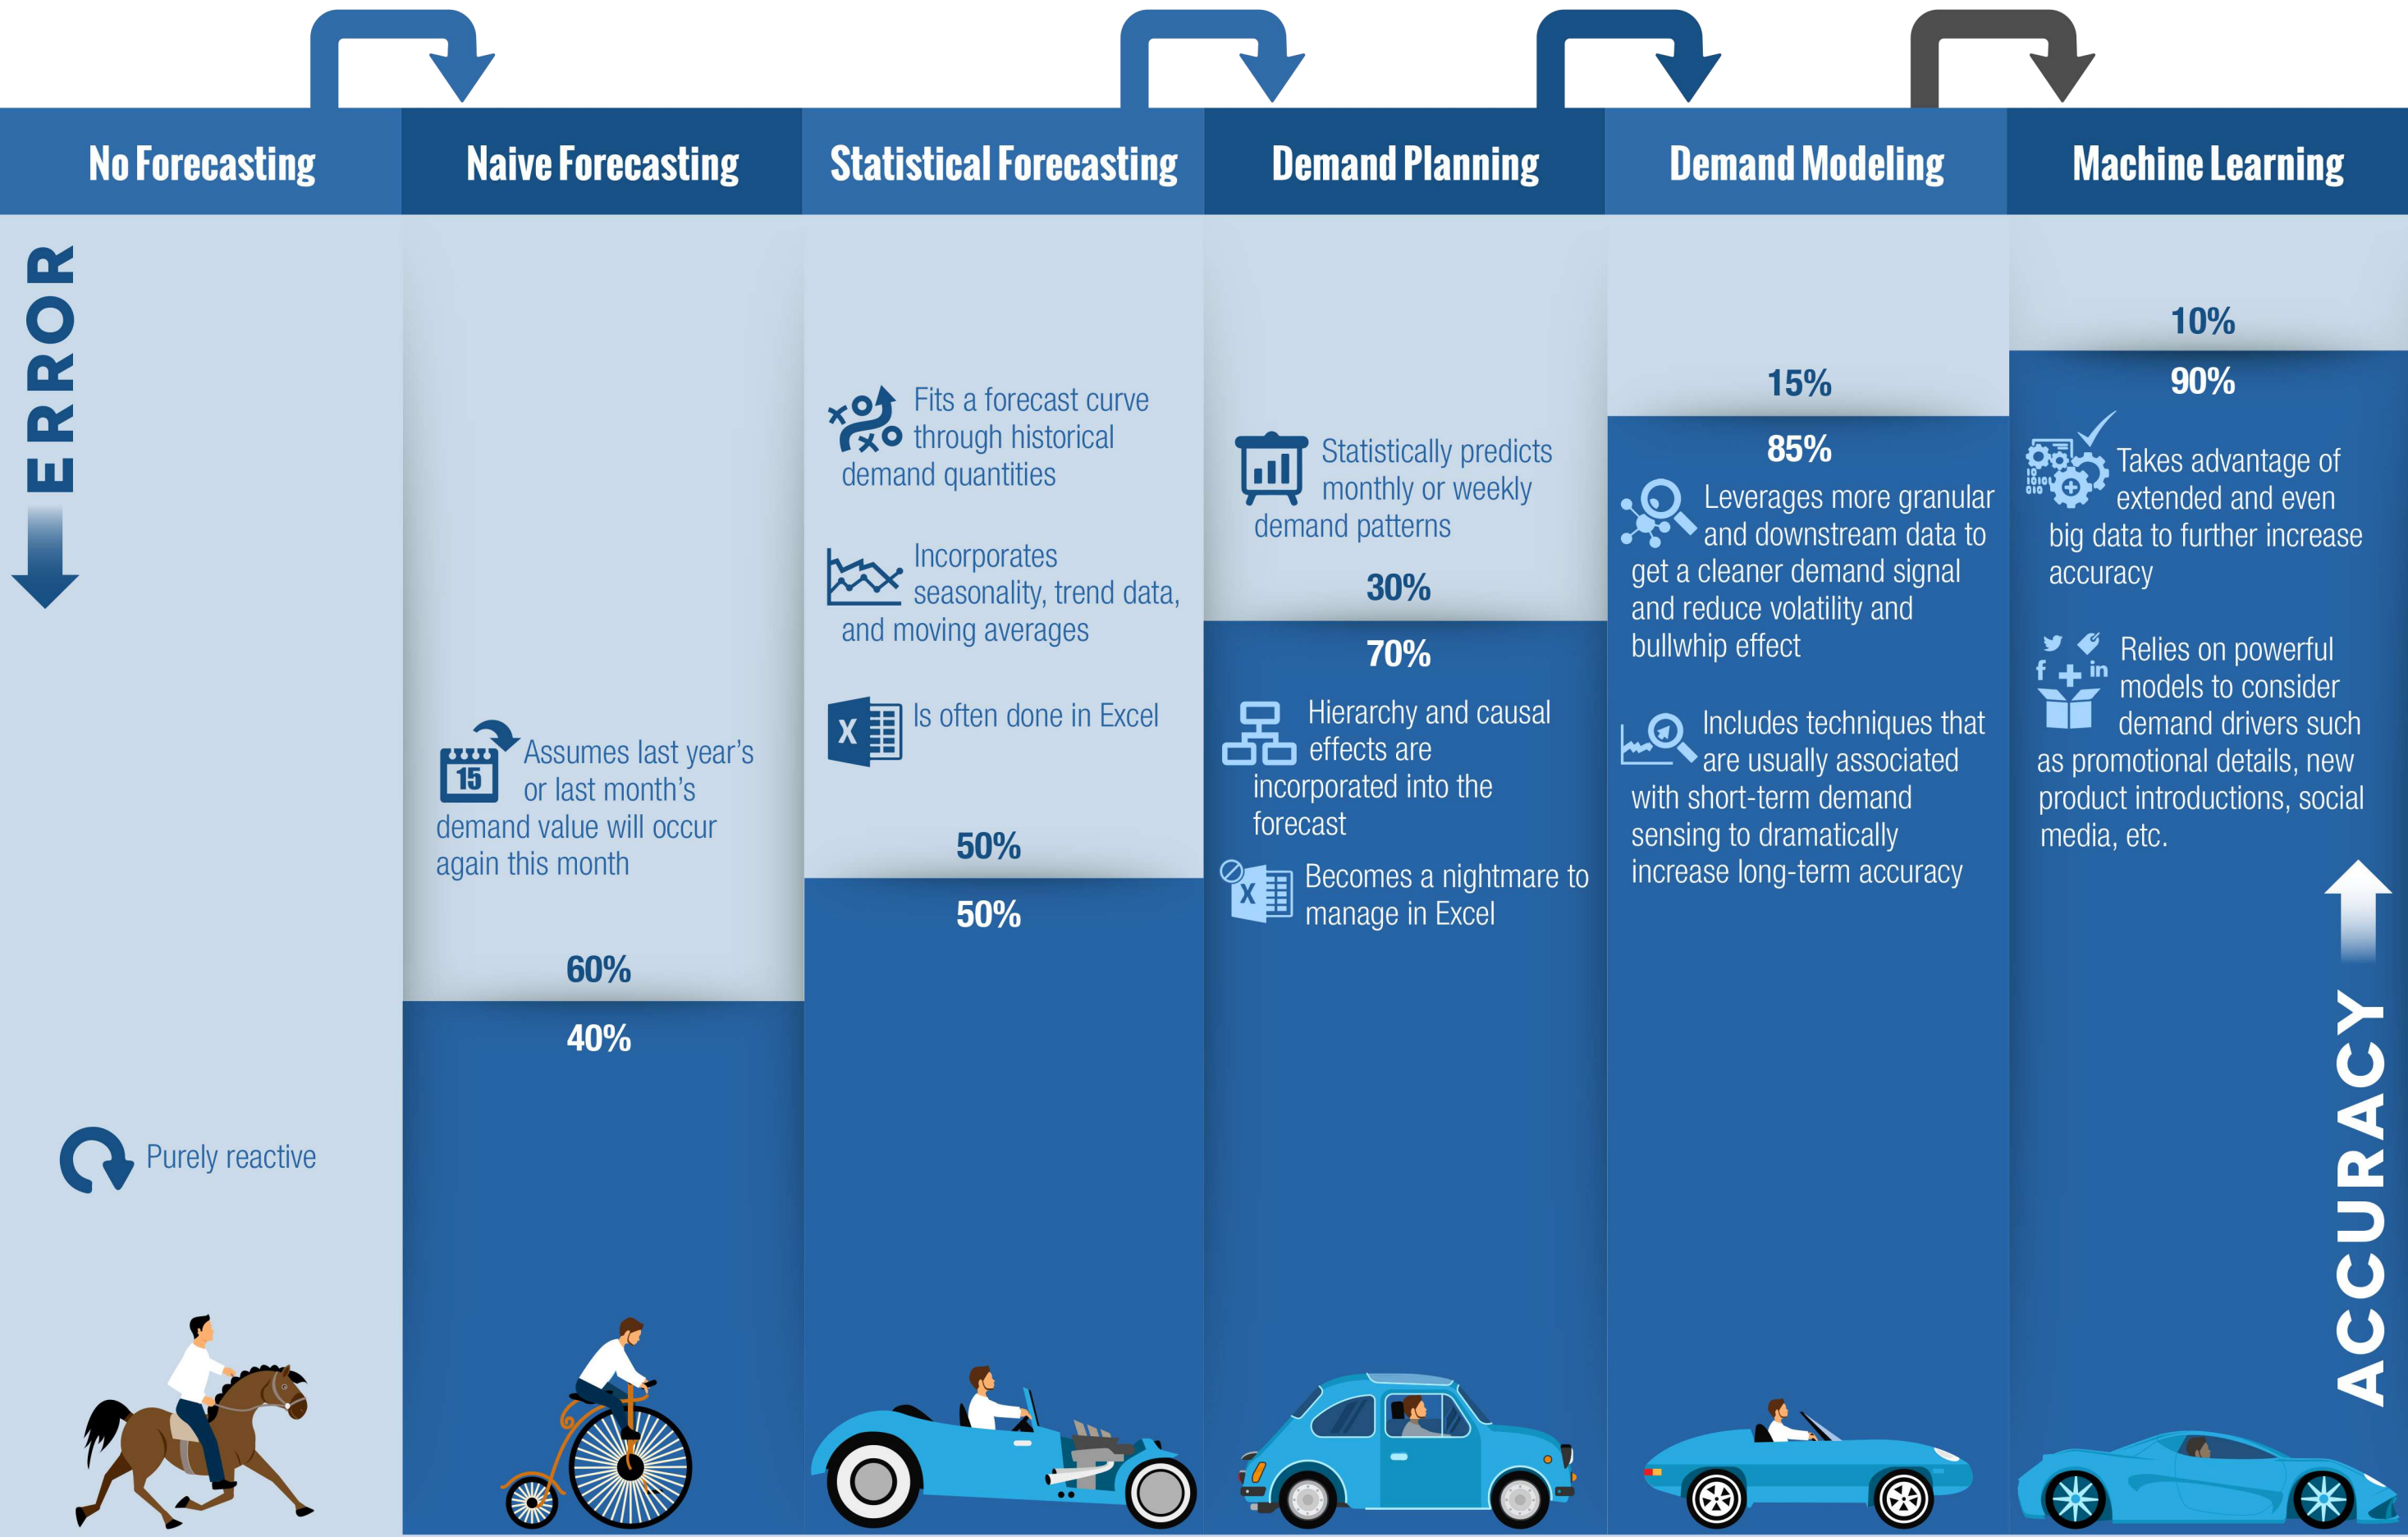 No Forecasting
Naive Forecasting
Statistical Forecasting
Demand Planning
Demand Modeling
Machine Learning
ERROR
Purely reactive
15
Assumes last year's
or last month's
demand value will occur
again this month
60%
40%
Fits a forecast curve
through historical
demand quantities
Incorporates
seasonality, trend data,
and moving averages
X
Is often done in Excel
50%
50%
Statistically predicts
monthly or weekly
demand patterns
30%
70%
Hierarchy and causal
effects are
incorporated into the
forecast
X
Becomes a nightmare to
manage in Excel
15%
85%
Leverages more granular
and downstream data to
get a cleaner demand signal
and reduce volatility and
bullwhip effect
Includes techniques that
are usually associated
with short-term demand
sensing to dramatically
increase long-term accuracy
10%
90%
Takes advantage of
extended and even
big data to further increase
accuracy
f
in
Relies on powerful
models to consider
demand drivers such
as promotional details, new
product introductions, social
media, etc.
ACCURACY